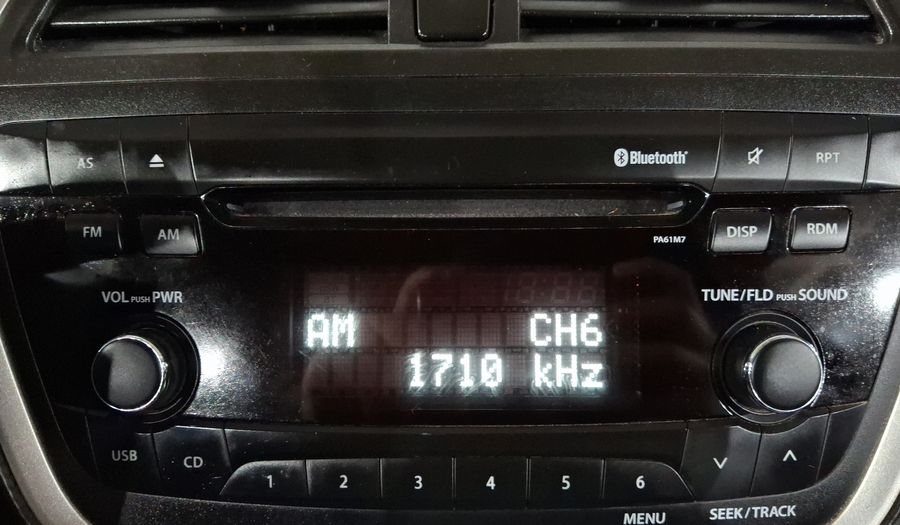 AS Bluetooth RPT
FM AM PA61M7 DISP RDM
VOL PUSH PWR TUNE/FLD PUSH SOUND
AM CH6
1710 kHz
USB CD 1 2 3 4 5 6
MENU SEEK/TRACK